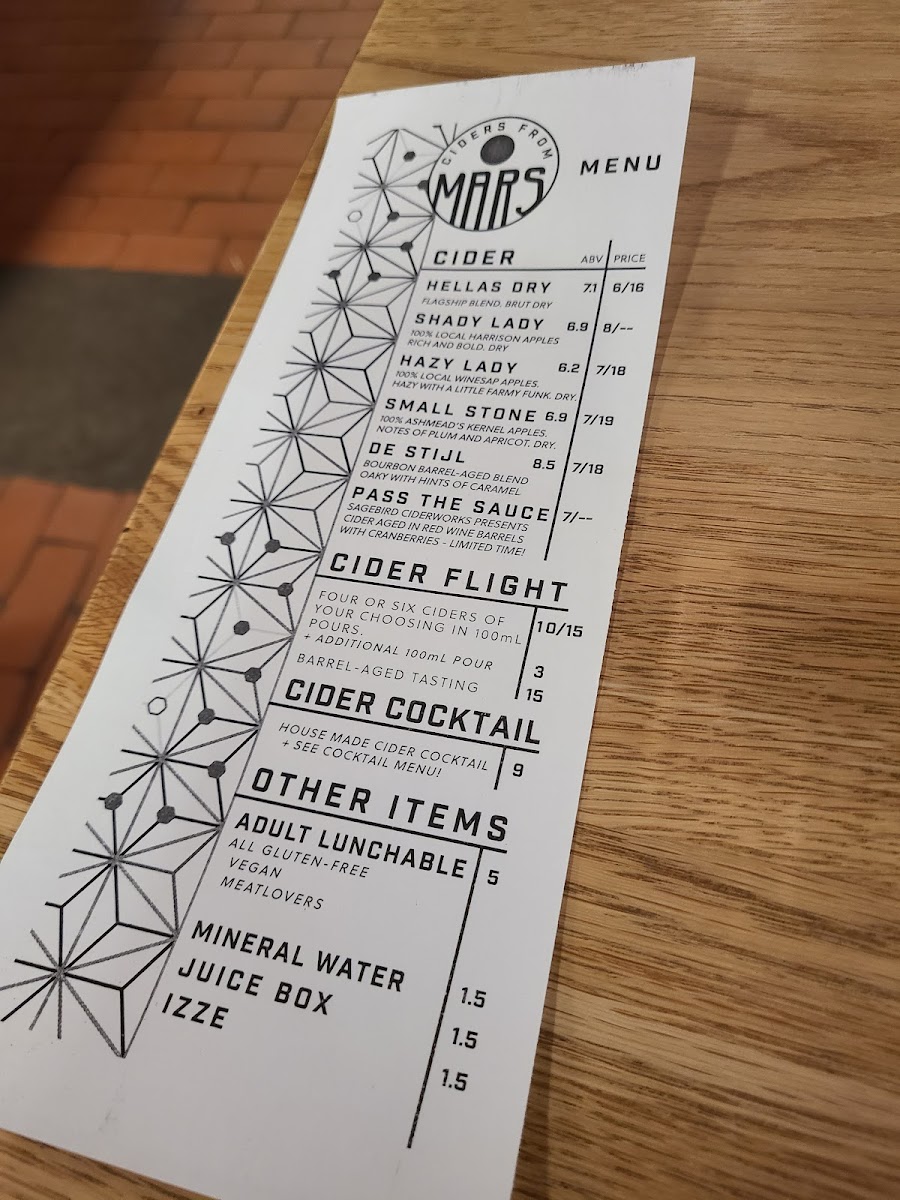 CIDERS FROM
MARS
MENU
CIDER ABV PRICE
HELLAS DRY 7.1 6/16
FLAGSHIP BLEND, BRUT DRY
SHADY LADY 6.9 8/--
100% LOCAL HARRISON APPLES
RICH AND BOLD. DRY
HAZY LADY 6.2 7/18
100% LOCAL WINESAP APPLES.
HAZY WITH A LITTLE FARMY FUNK. DRY.
SMALL STONE 6.9 7/19
100% ASHMEAD'S KERNEL APPLES.
NOTES OF PLUM AND APRICOT. DRY.
DE STIJL 8.5 7/18
BOURBON BARREL-AGED BLEND
OAKY WITH HINTS OF CARAMEL
PASS THE SAUCE 7/--
SAGEBIRD CIDERWORKS PRESENTS
CIDER AGED IN RED WINE BARRELS
WITH CRANBERRIES - LIMITED TIME!
CIDER FLIGHT
FOUR OR SIX CIDERS OF
YOUR CHOOSING IN 100mL 10/15
POURS.
+ ADDITIONAL 100mL POUR 3
BARREL-AGED TASTING 15
CIDER COCKTAIL
HOUSE MADE CIDER COCKTAIL 9
+ SEE COCKTAIL MENU!
OTHER ITEMS
ADULT LUNCHABLE 5
ALL GLUTEN-FREE
VEGAN
MEATLOVERS
MINERAL WATER 1.5
JUICE BOX 1.5
IZZE 1.5